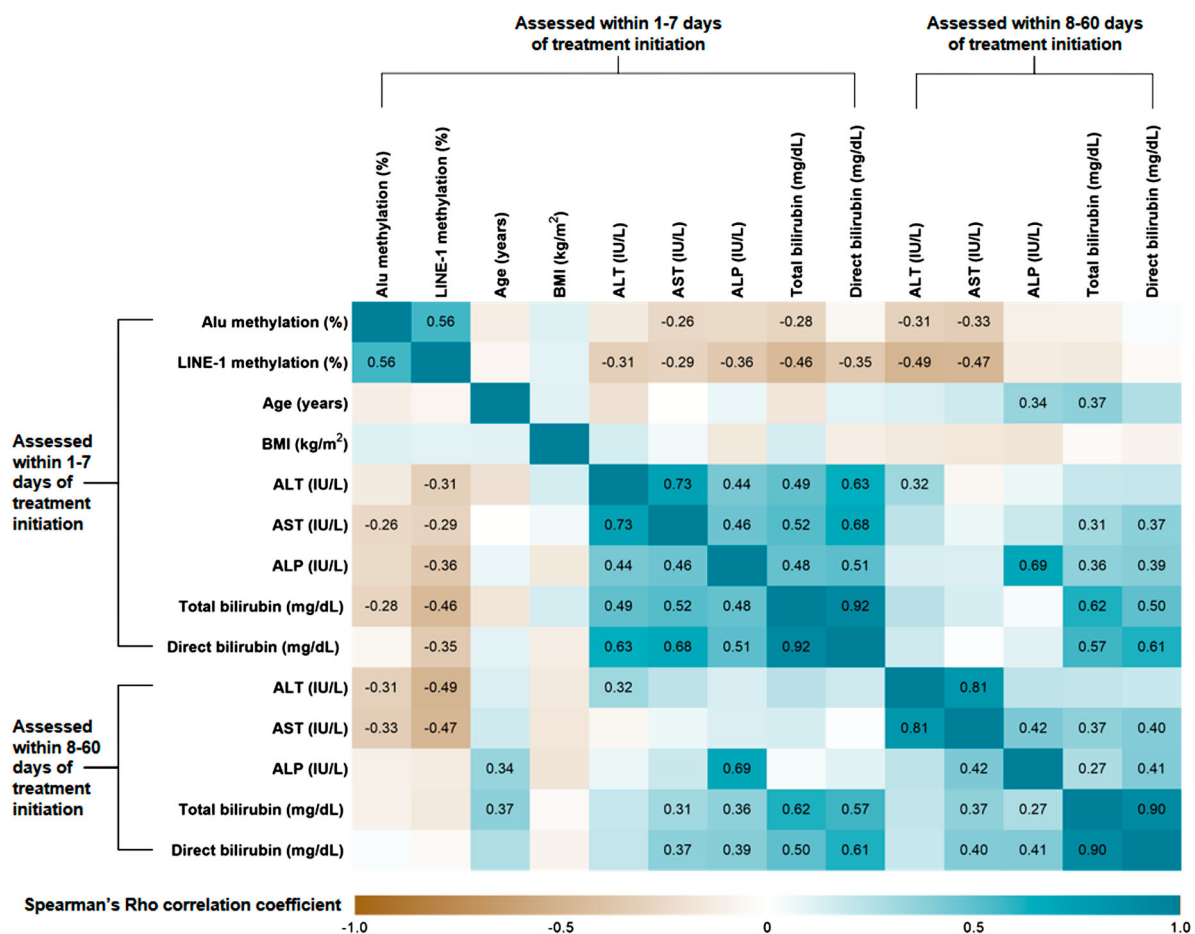 Assessed within 1-7 days
of treatment initiation
Assessed within 8-60 days
of treatment initiation
Alu methylation (%)
LINE-1 methylation (%)
Age (years)
BMI (kg/m²)
ALT (IU/L)
AST (IU/L)
ALP (IU/L)
Total bilirubin (mg/dL)
Direct bilirubin (mg/dL)
ALT (IU/L)
AST (IU/L)
ALP (IU/L)
Total bilirubin (mg/dL)
Direct bilirubin (mg/dL)
Assessed
within 1-7
days of
treatment
initiation
Assessed
within 8-60
days of
treatment
initiation
Alu methylation (%) 0.56 -0.26 -0.28 -0.31 -0.33
LINE-1 methylation (%) 0.56 -0.31 -0.29 -0.36 -0.46 -0.35 -0.49 -0.47
Age (years) 0.34 0.37
BMI (kg/m²)
ALT (IU/L) -0.31 0.73 0.44 0.49 0.63 0.32
AST (IU/L) -0.26 -0.29 0.73 0.46 0.52 0.68 0.31 0.37
ALP (IU/L) -0.36 0.44 0.46 0.48 0.51 0.69 0.36 0.39
Total bilirubin (mg/dL) -0.28 -0.46 0.49 0.52 0.48 0.92 0.62 0.50
Direct bilirubin (mg/dL) -0.35 0.63 0.68 0.51 0.92 0.57 0.61
ALT (IU/L) -0.31 -0.49 0.32 0.81
AST (IU/L) -0.33 -0.47 0.81 0.42 0.37 0.40
ALP (IU/L) 0.34 0.69 0.42 0.27 0.41
Total bilirubin (mg/dL) 0.37 0.31 0.36 0.62 0.57 0.37 0.27 0.90
Direct bilirubin (mg/dL) 0.37 0.39 0.50 0.61 0.40 0.41 0.90
Spearman's Rho correlation coefficient
-1.0 -0.5 0 0.5 1.0